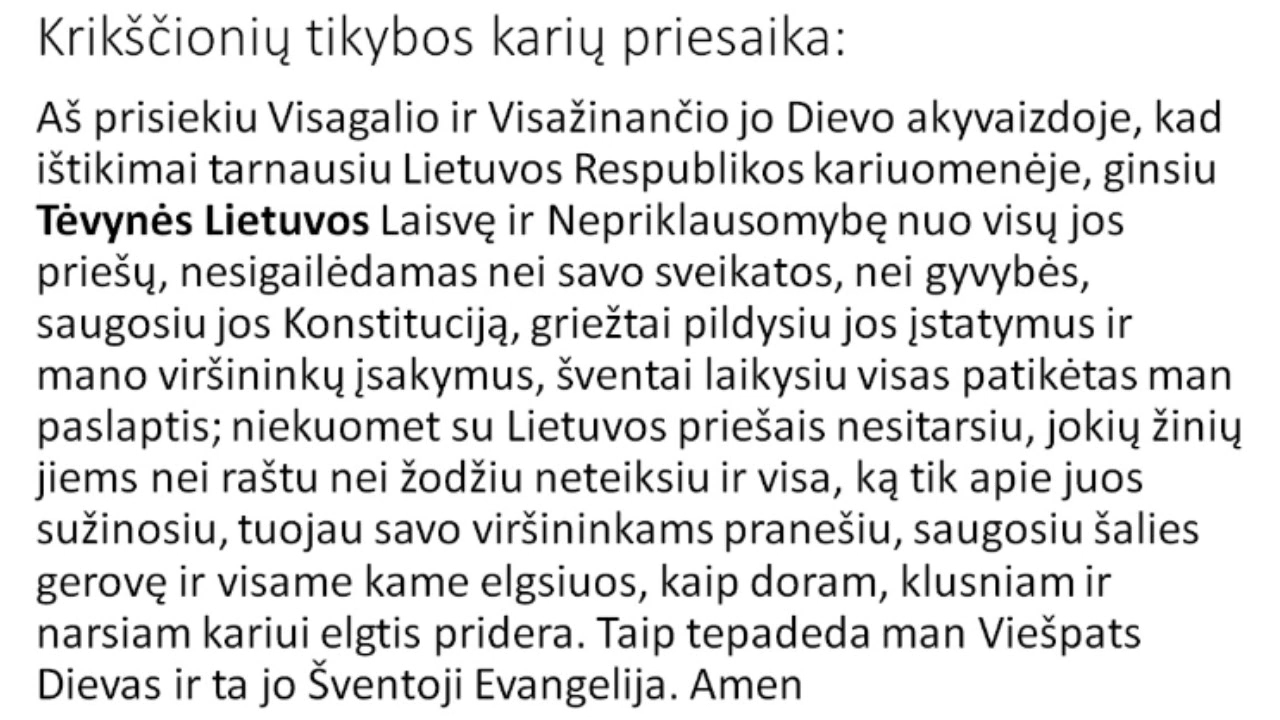 Krikščionių tikybos karių priesaika:
Aš prisiekiu Visagalio ir Visažinančio jo Dievo akyvaizdoje, kad
ištikimai tarnausiu Lietuvos Respublikos kariuomenėje, ginsiu
Tėvynės Lietuvos Laisvę ir Nepriklausomybę nuo visų jos
priešų, nesigailėdamas nei savo sveikatos, nei gyvybės,
saugosiu jos Konstituciją, griežtai pildysiu jos įstatymus ir
mano viršininkų įsakymus, šventai laikysiu visas patikėtas man
paslaptis; niekuomet su Lietuvos priešais nesitarsiu, jokių žinių
jiems nei raštu nei žodžiu neteiksiu ir visa, ką tik apie juos
sužinosiu, tuojau savo viršininkams pranešiu, saugosiu šalies
gerovę ir visame kame elgsiuos, kaip doram, klusniam ir
narsiam kariui elgtis pridera. Taip tepadeda man Viešpats
Dievas ir ta jo Šventoji Evangelija. Amen